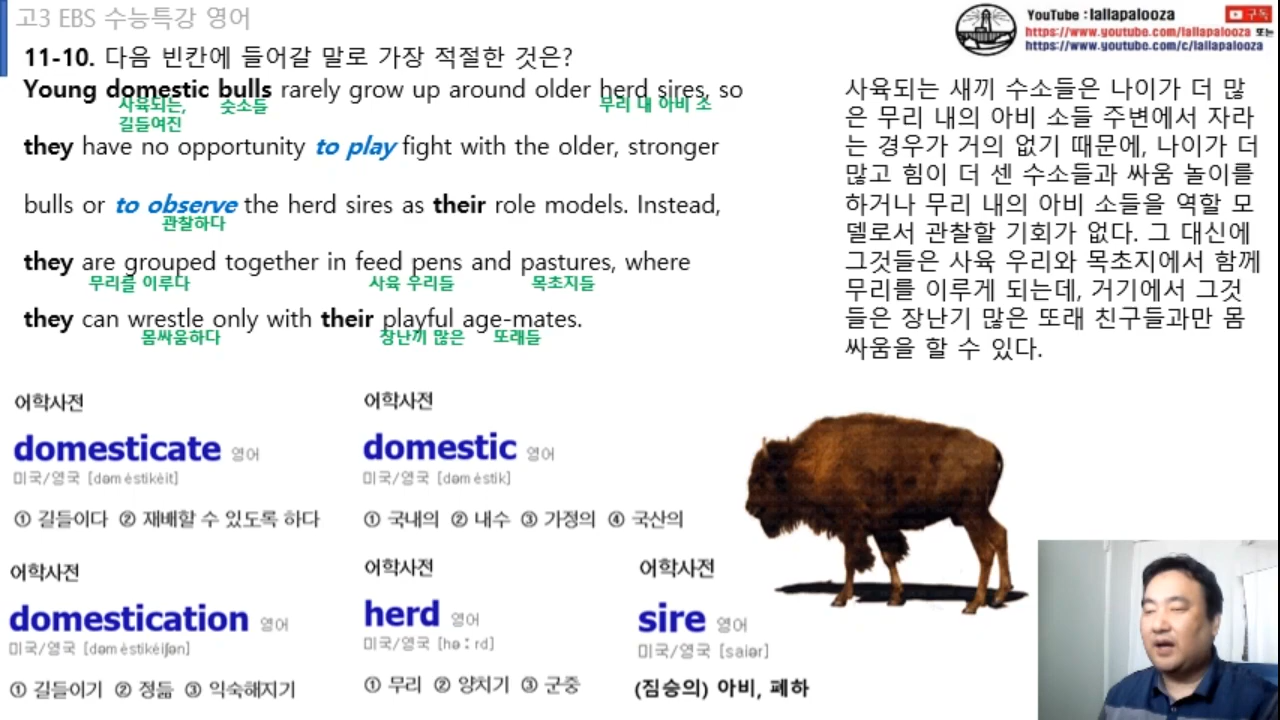 고3 EBS 수능특강 영어
YouTube : lallapalooza 구독
https://www.youtube.com/lallapalooza 또는
https://www.youtube.com/c/lallapalooza
11-10. 다음 빈칸에 들어갈 말로 가장 적절한 것은?
Young domestic bulls rarely grow up around older herd sires, so
사육되는, 숫소들 무리 내 아비 소
길들여진
they have no opportunity to play fight with the older, stronger
bulls or to observe the herd sires as their role models. Instead,
관찰하다
they are grouped together in feed pens and pastures, where
무리를 이루다 사육 우리들 목초지들
they can wrestle only with their playful age-mates.
몸싸움하다 장난끼 많은 또래들
사육되는 새끼 수소들은 나이가 더 많
은 무리 내의 아비 소들 주변에서 자라
는 경우가 거의 없기 때문에, 나이가 더
많고 힘이 더 센 수소들과 싸움 놀이를
하거나 무리 내의 아비 소들을 역할 모
델로서 관찰할 기회가 없다. 그 대신에
그것들은 사육 우리와 목초지에서 함께
무리를 이루게 되는데, 거기에서 그것
들은 장난기 많은 또래 친구들과만 몸
싸움을 할 수 있다.
어학사전
domesticate 영어
미국/영국 [dəméstikèit]
① 길들이다 ② 재배할 수 있도록 하다
어학사전
domestic 영어
미국/영국 [dəméstik]
① 국내의 ② 내수 ③ 가정의 ④ 국산의
어학사전
domestication 영어
미국/영국 [dəmèstikéiʃən]
① 길들이기 ② 정듦 ③ 익숙해지기
어학사전
herd 영어
미국/영국 [hə:rd]
① 무리 ② 양치기 ③ 군중
어학사전
sire 영어
미국/영국 [saiər]
(짐승의) 아비, 폐하